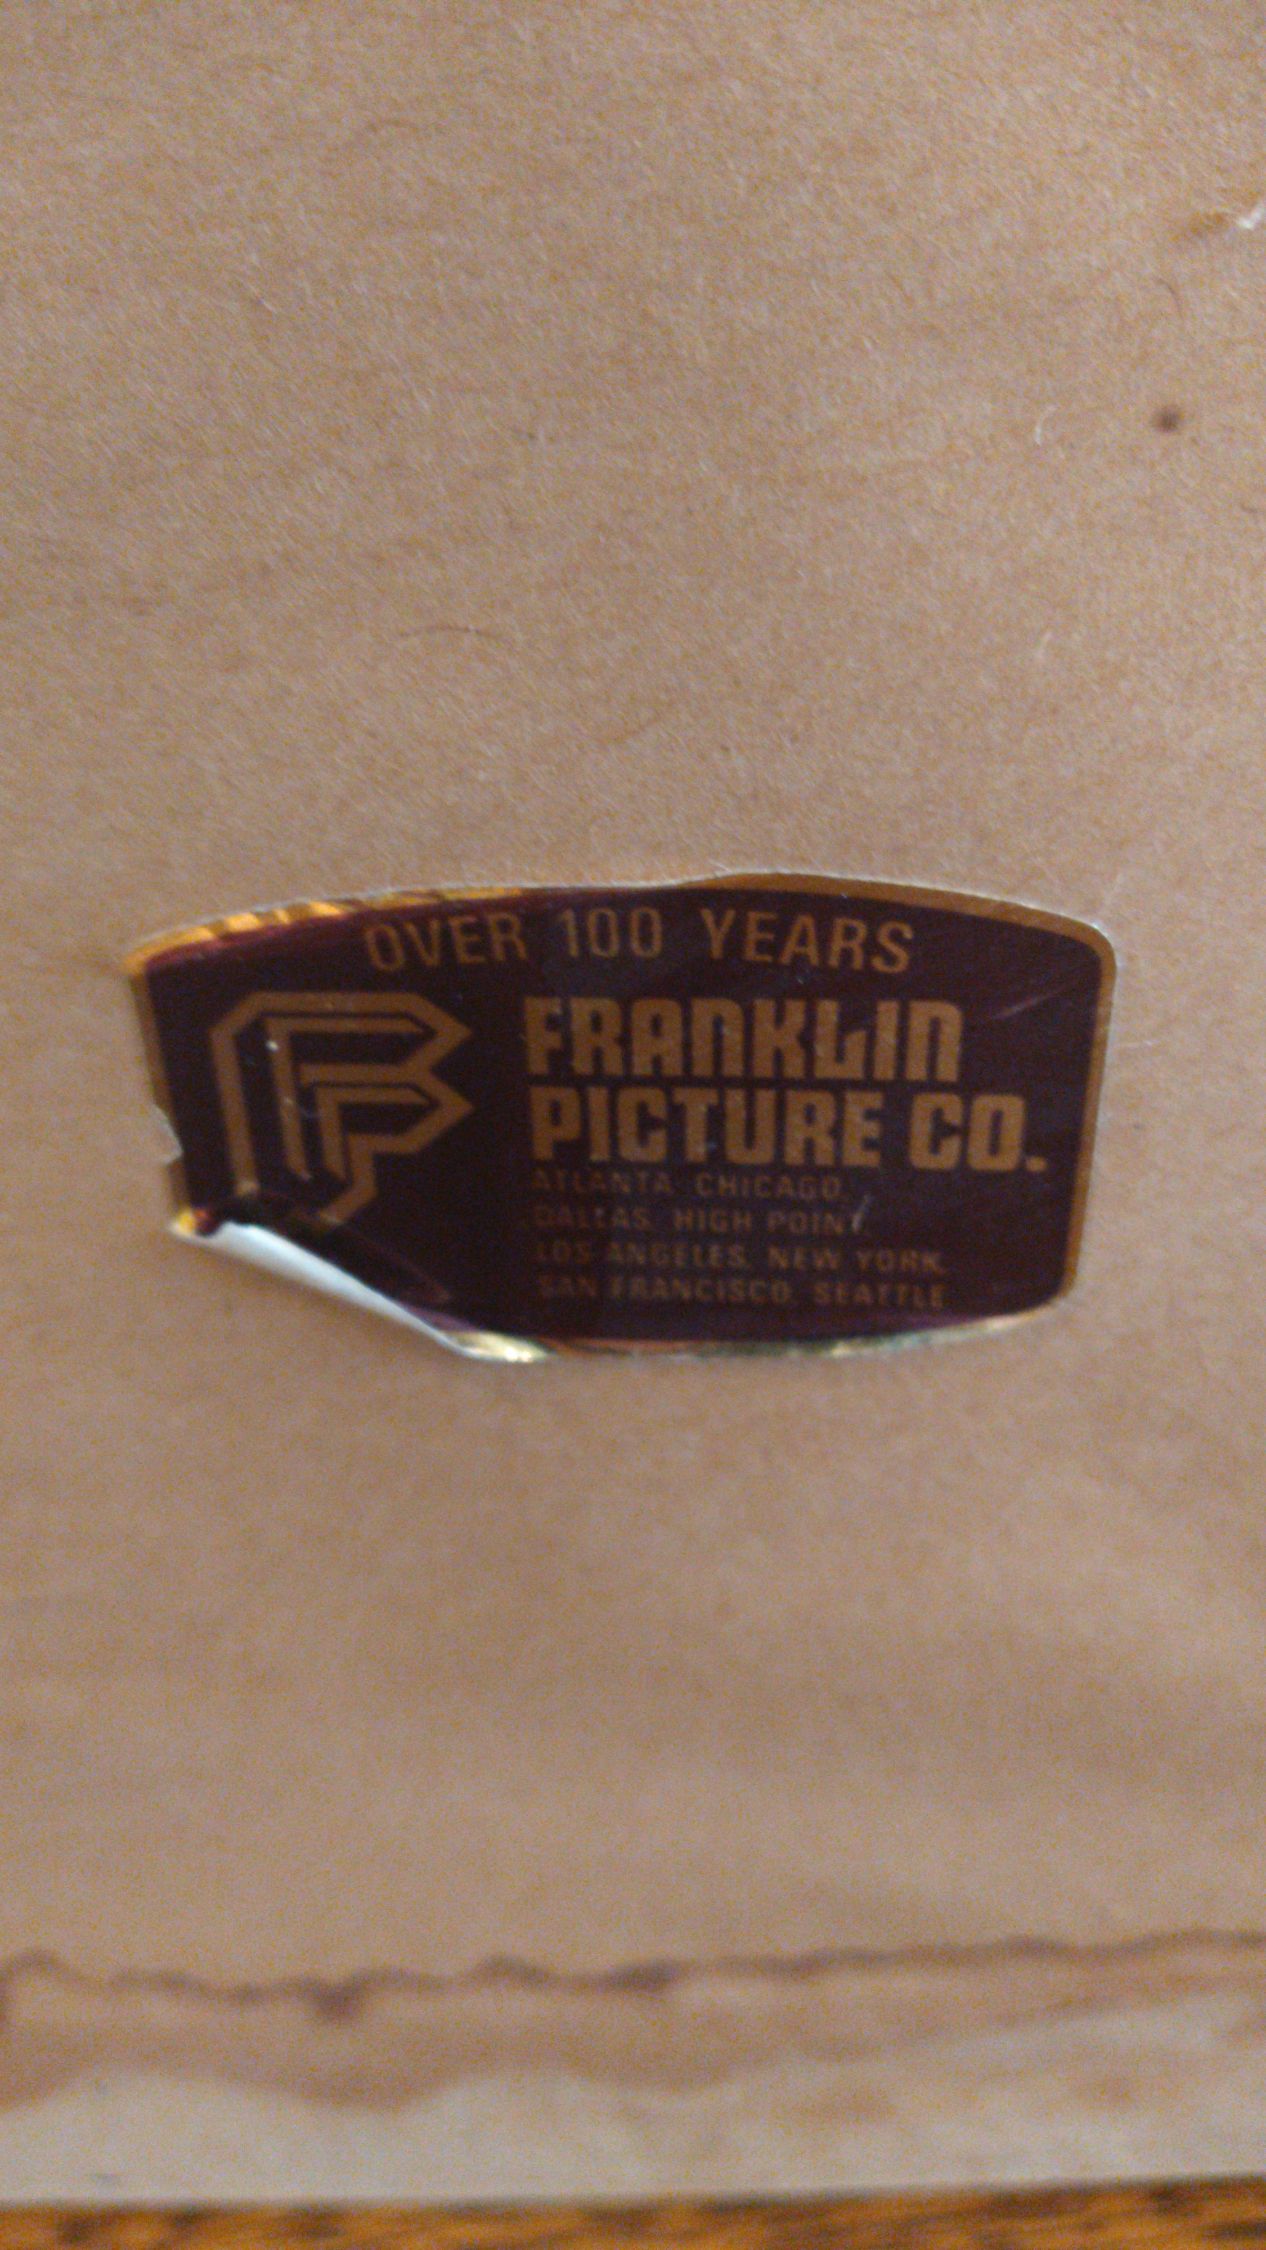 OVER 100 YEARS
FRANKLIN
PICTURE CO.
ATLANTA, CHICAGO,
DALLAS, HIGH POINT,
LOS ANGELES, NEW YORK,
SAN FRANCISCO, SEATTLE